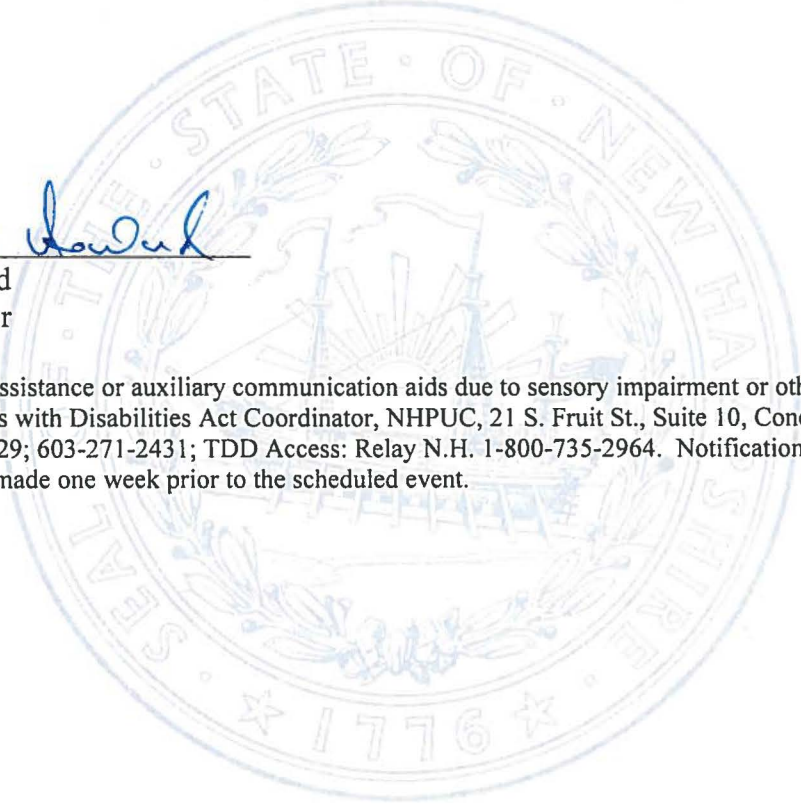 SEAL OF THE · STATE · OF · NEW HAMPSHIRE ·
d
r
ssistance or auxiliary communication aids due to sensory impairment or oth
s with Disabilities Act Coordinator, NHPUC, 21 S. Fruit St., Suite 10, Conc
29; 603-271-2431; TDD Access: Relay N.H. 1-800-735-2964. Notification
made one week prior to the scheduled event.
1776